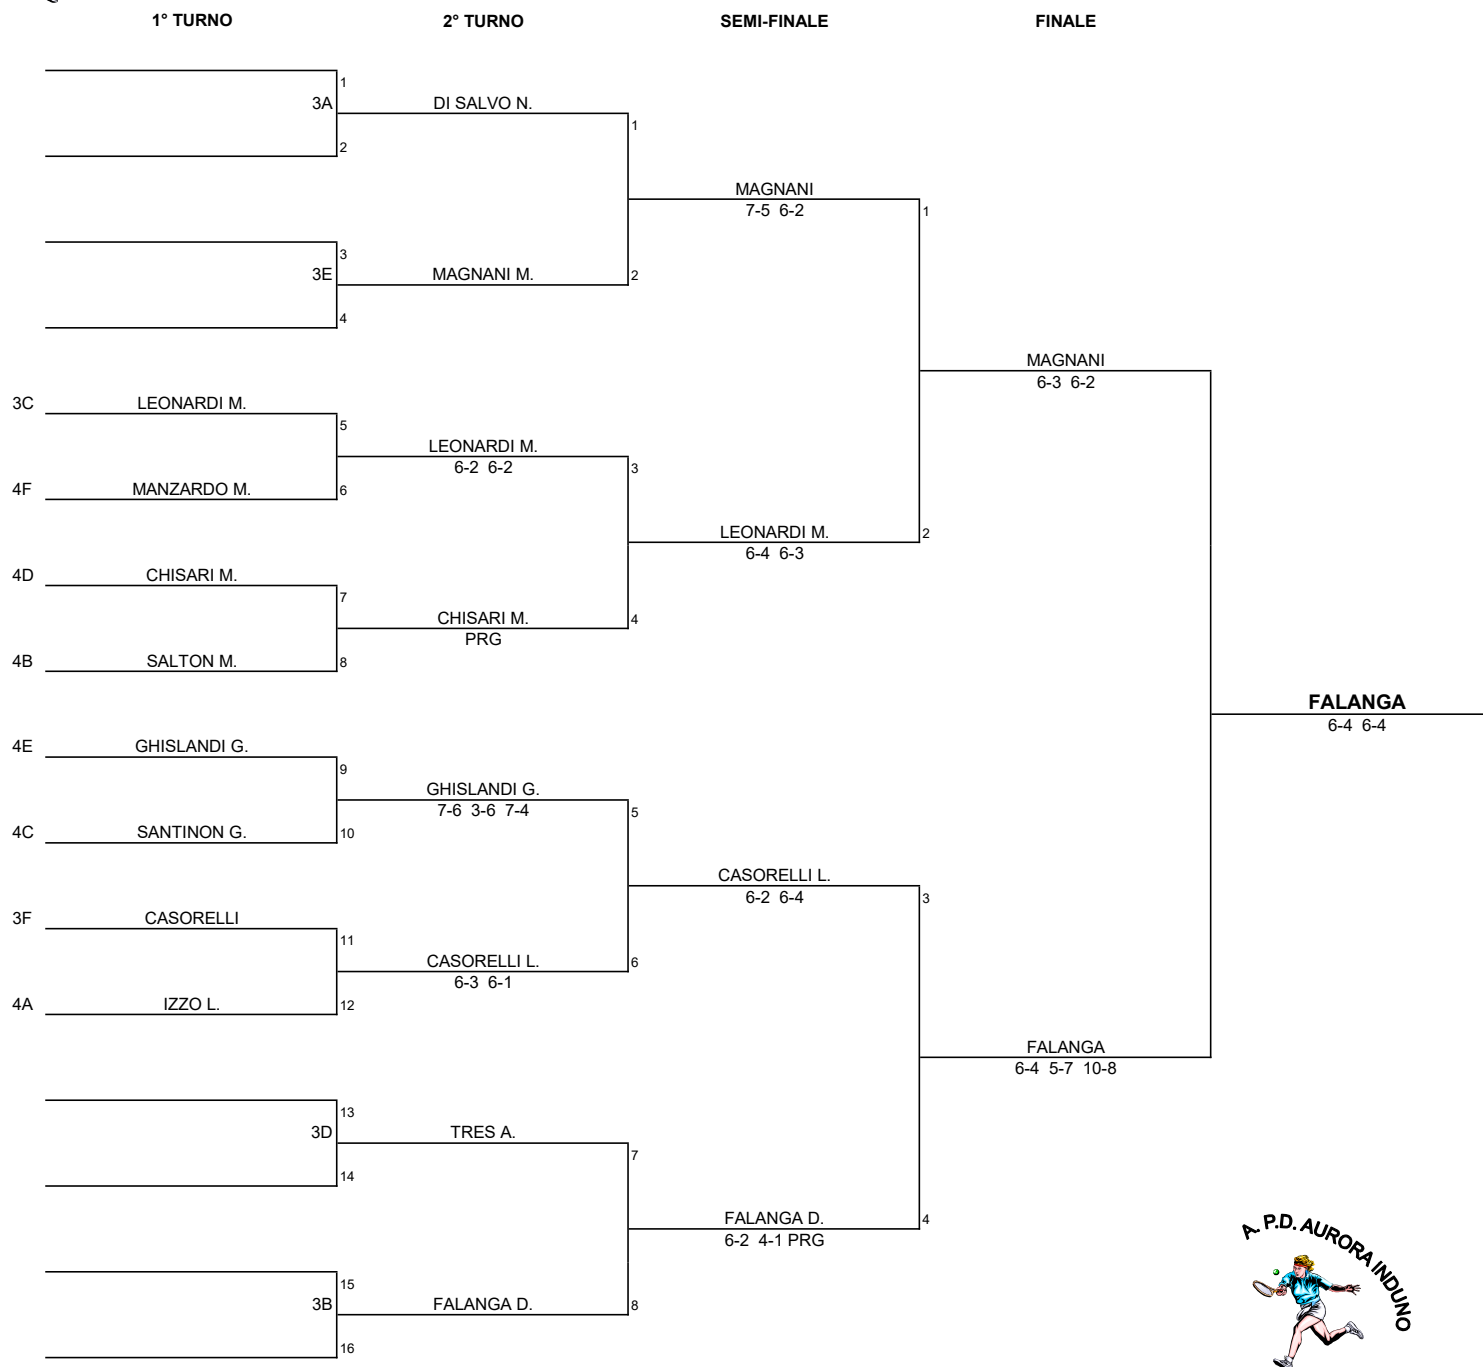 1° TURNO 2° TURNO SEMI-FINALE FINALE
1
3A DI SALVO N.
1
2
MAGNANI
7-5 6-2 1
3
3E MAGNANI M. 2
4
MAGNANI
6-3 6-2
3C LEONARDI M.
5
LEONARDI M.
6-2 6-2 3
4F MANZARDO M. 6
LEONARDI M. 2
6-4 6-3
4D CHISARI M.
7
CHISARI M. 4
PRG
4B SALTON M. 8
FALANGA
6-4 6-4
4E GHISLANDI G.
9
GHISLANDI G.
7-6 3-6 7-4 5
4C SANTINON G. 10
CASORELLI L.
6-2 6-4 3
3F CASORELLI
11
CASORELLI L. 6
6-3 6-1
4A IZZO L. 12
FALANGA
6-4 5-7 10-8
13
3D TRES A.
7
14
FALANGA D. 4
6-2 4-1 PRG
A. P.D. AURORA INDUNO
15
3B FALANGA D. 8
16